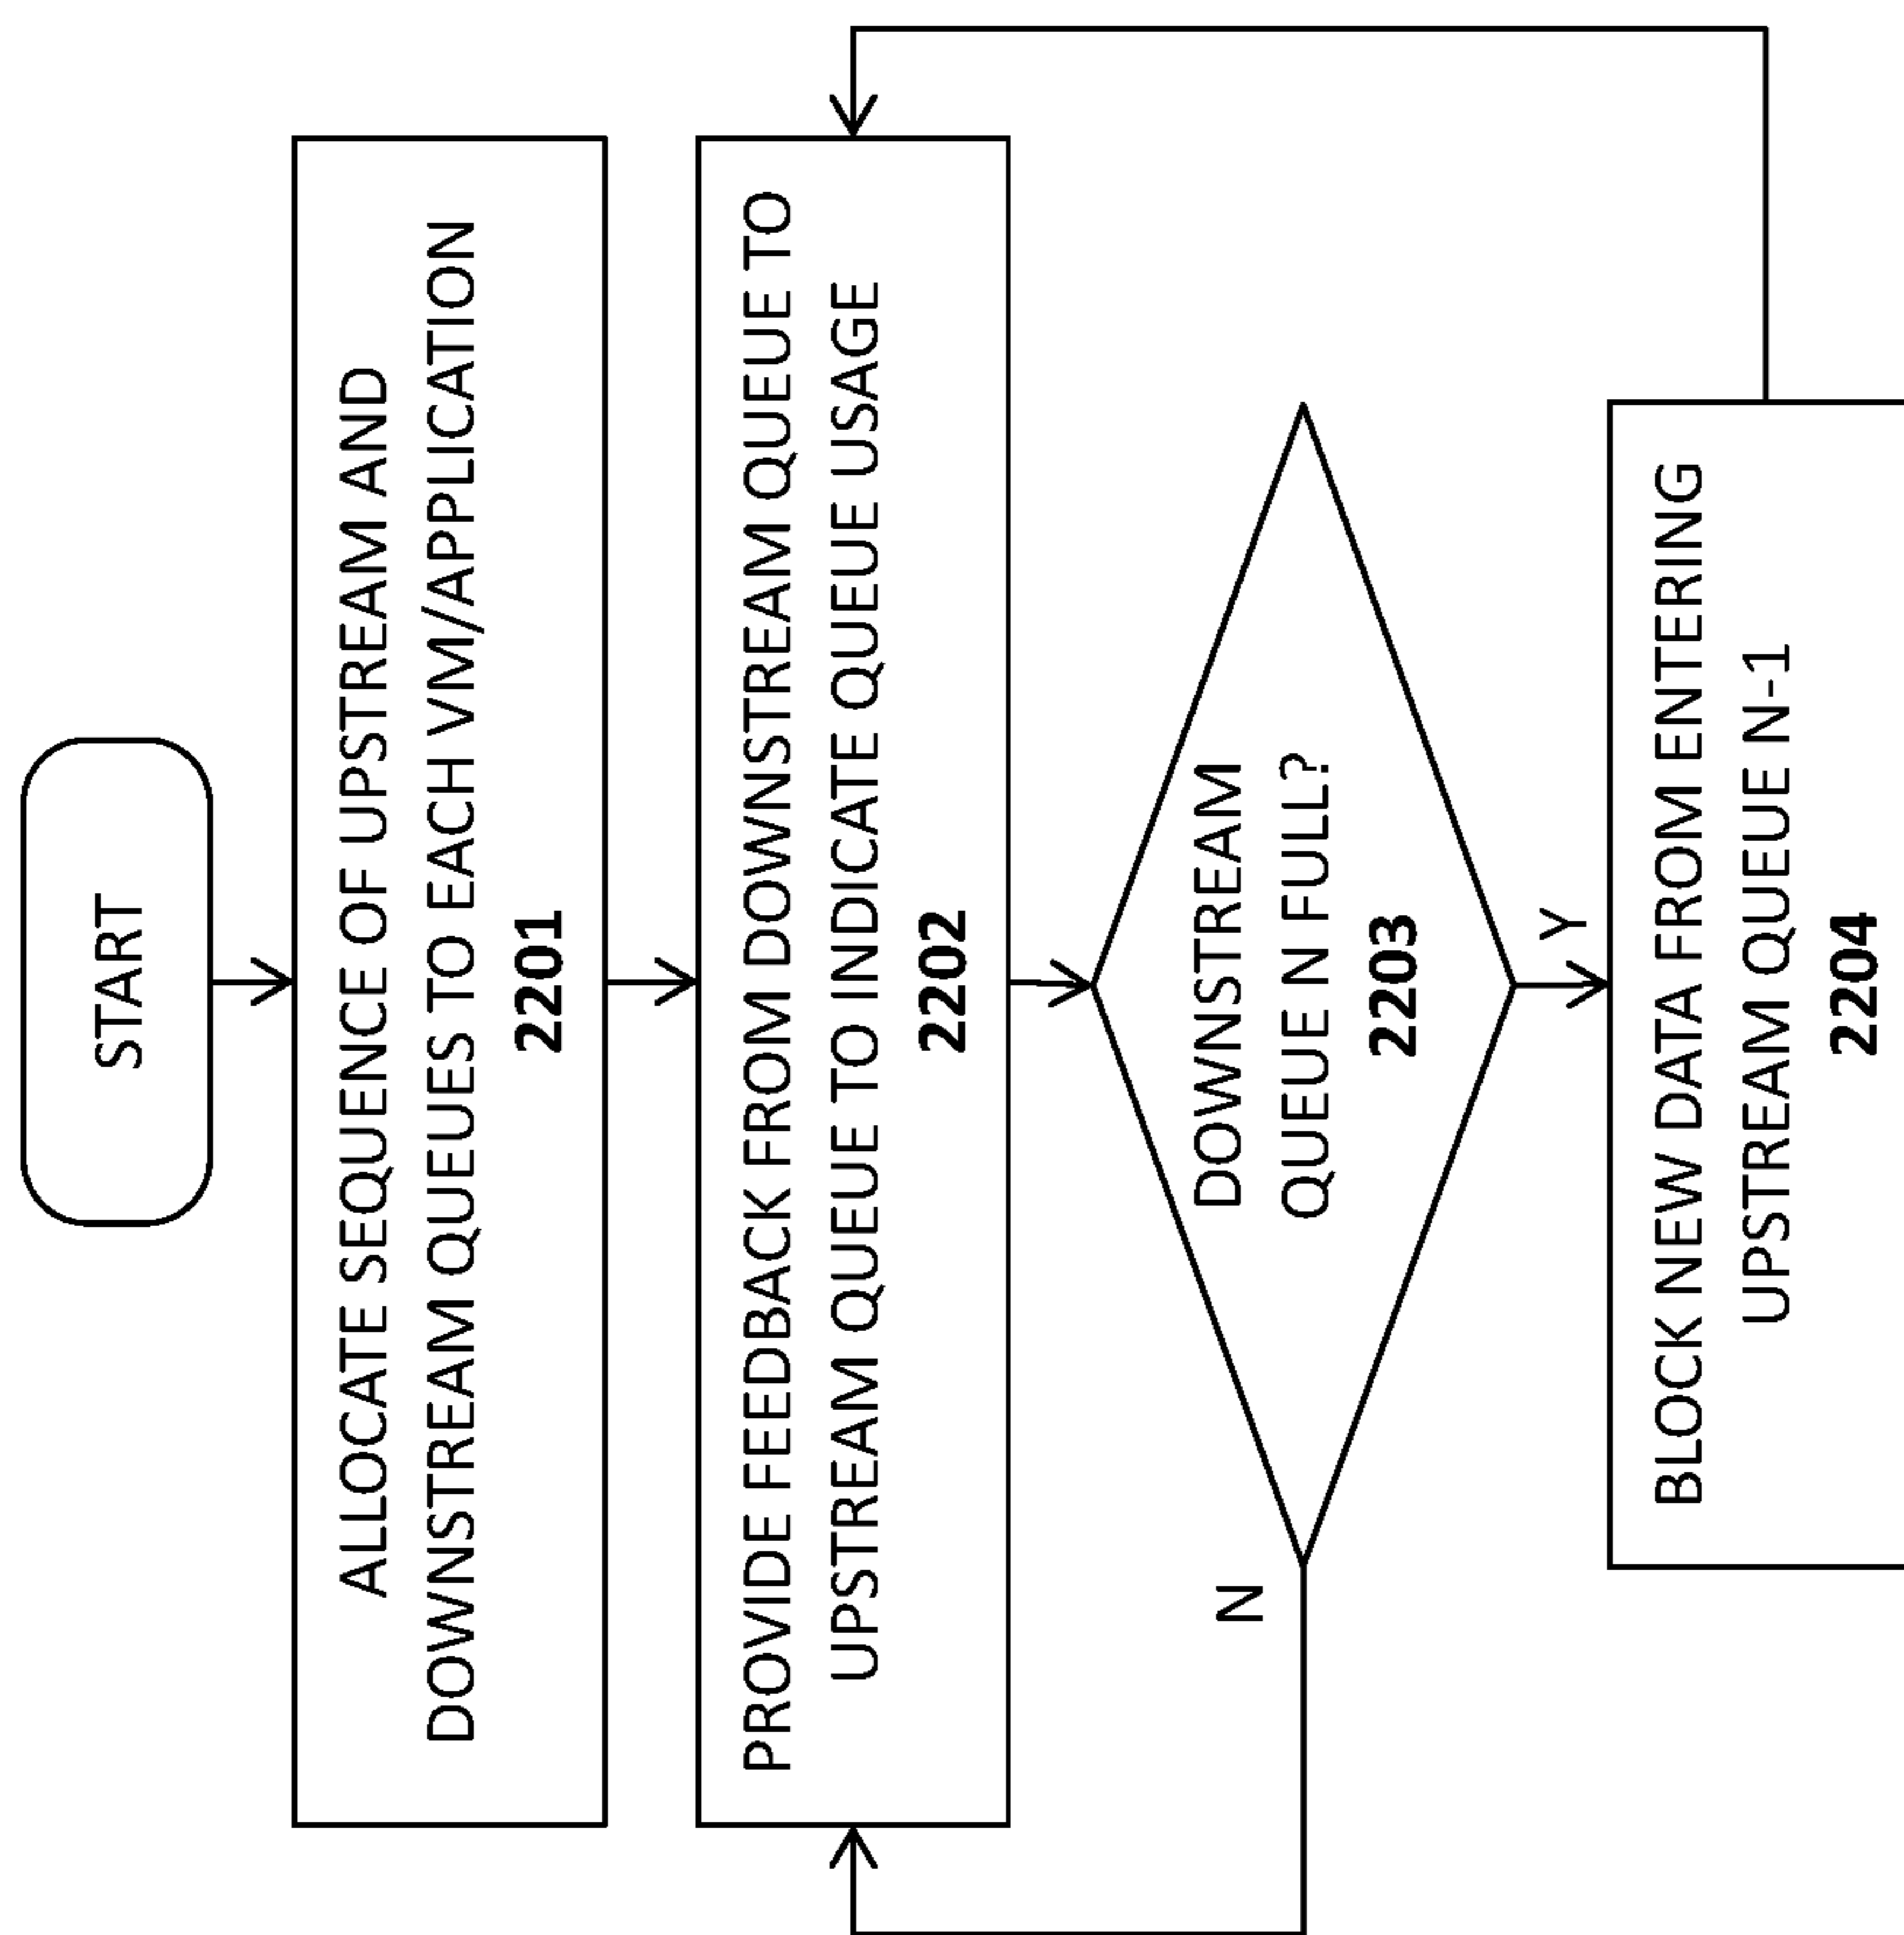 START
ALLOCATE SEQUENCE OF UPSTREAM AND
DOWNSTREAM QUEUES TO EACH VM/APPLICATION
2201
PROVIDE FEEDBACK FROM DOWNSTREAM QUEUE TO
UPSTREAM QUEUE TO INDICATE QUEUE USAGE
2202
DOWNSTREAM
QUEUE N FULL?
2203
N
Y
BLOCK NEW DATA FROM ENTERING
UPSTREAM QUEUE N-1
2204